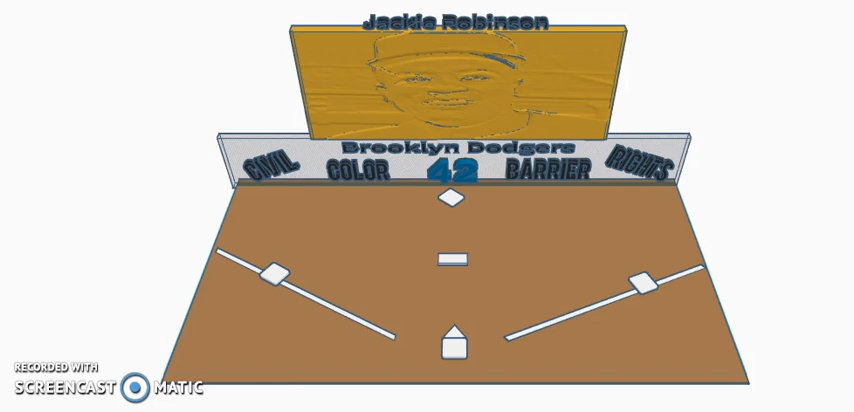 Jackie Robinson
Brooklyn Dodgers
CIVIL COLOR 42 BARRIER RIGHTS
RECORDED WITH
SCREENCAST MATIC